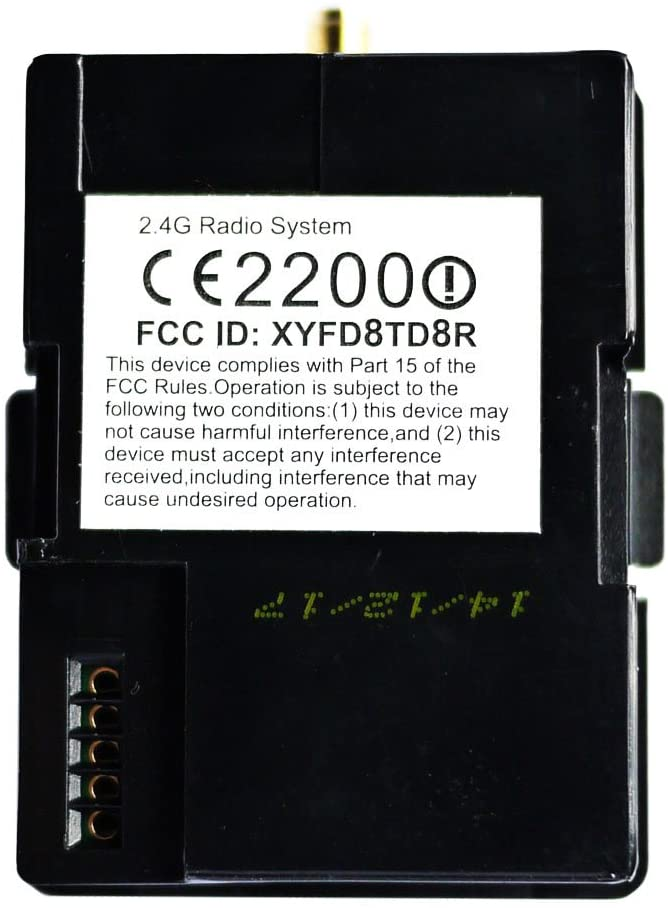 2.4G Radio System
CE2200
FCC ID: XYFD8TD8R
This device complies with Part 15 of the
FCC Rules.Operation is subject to the
following two conditions:(1) this device may
not cause harmful interference,and (2) this
device must accept any interference
received,including interference that may
cause undesired operation.